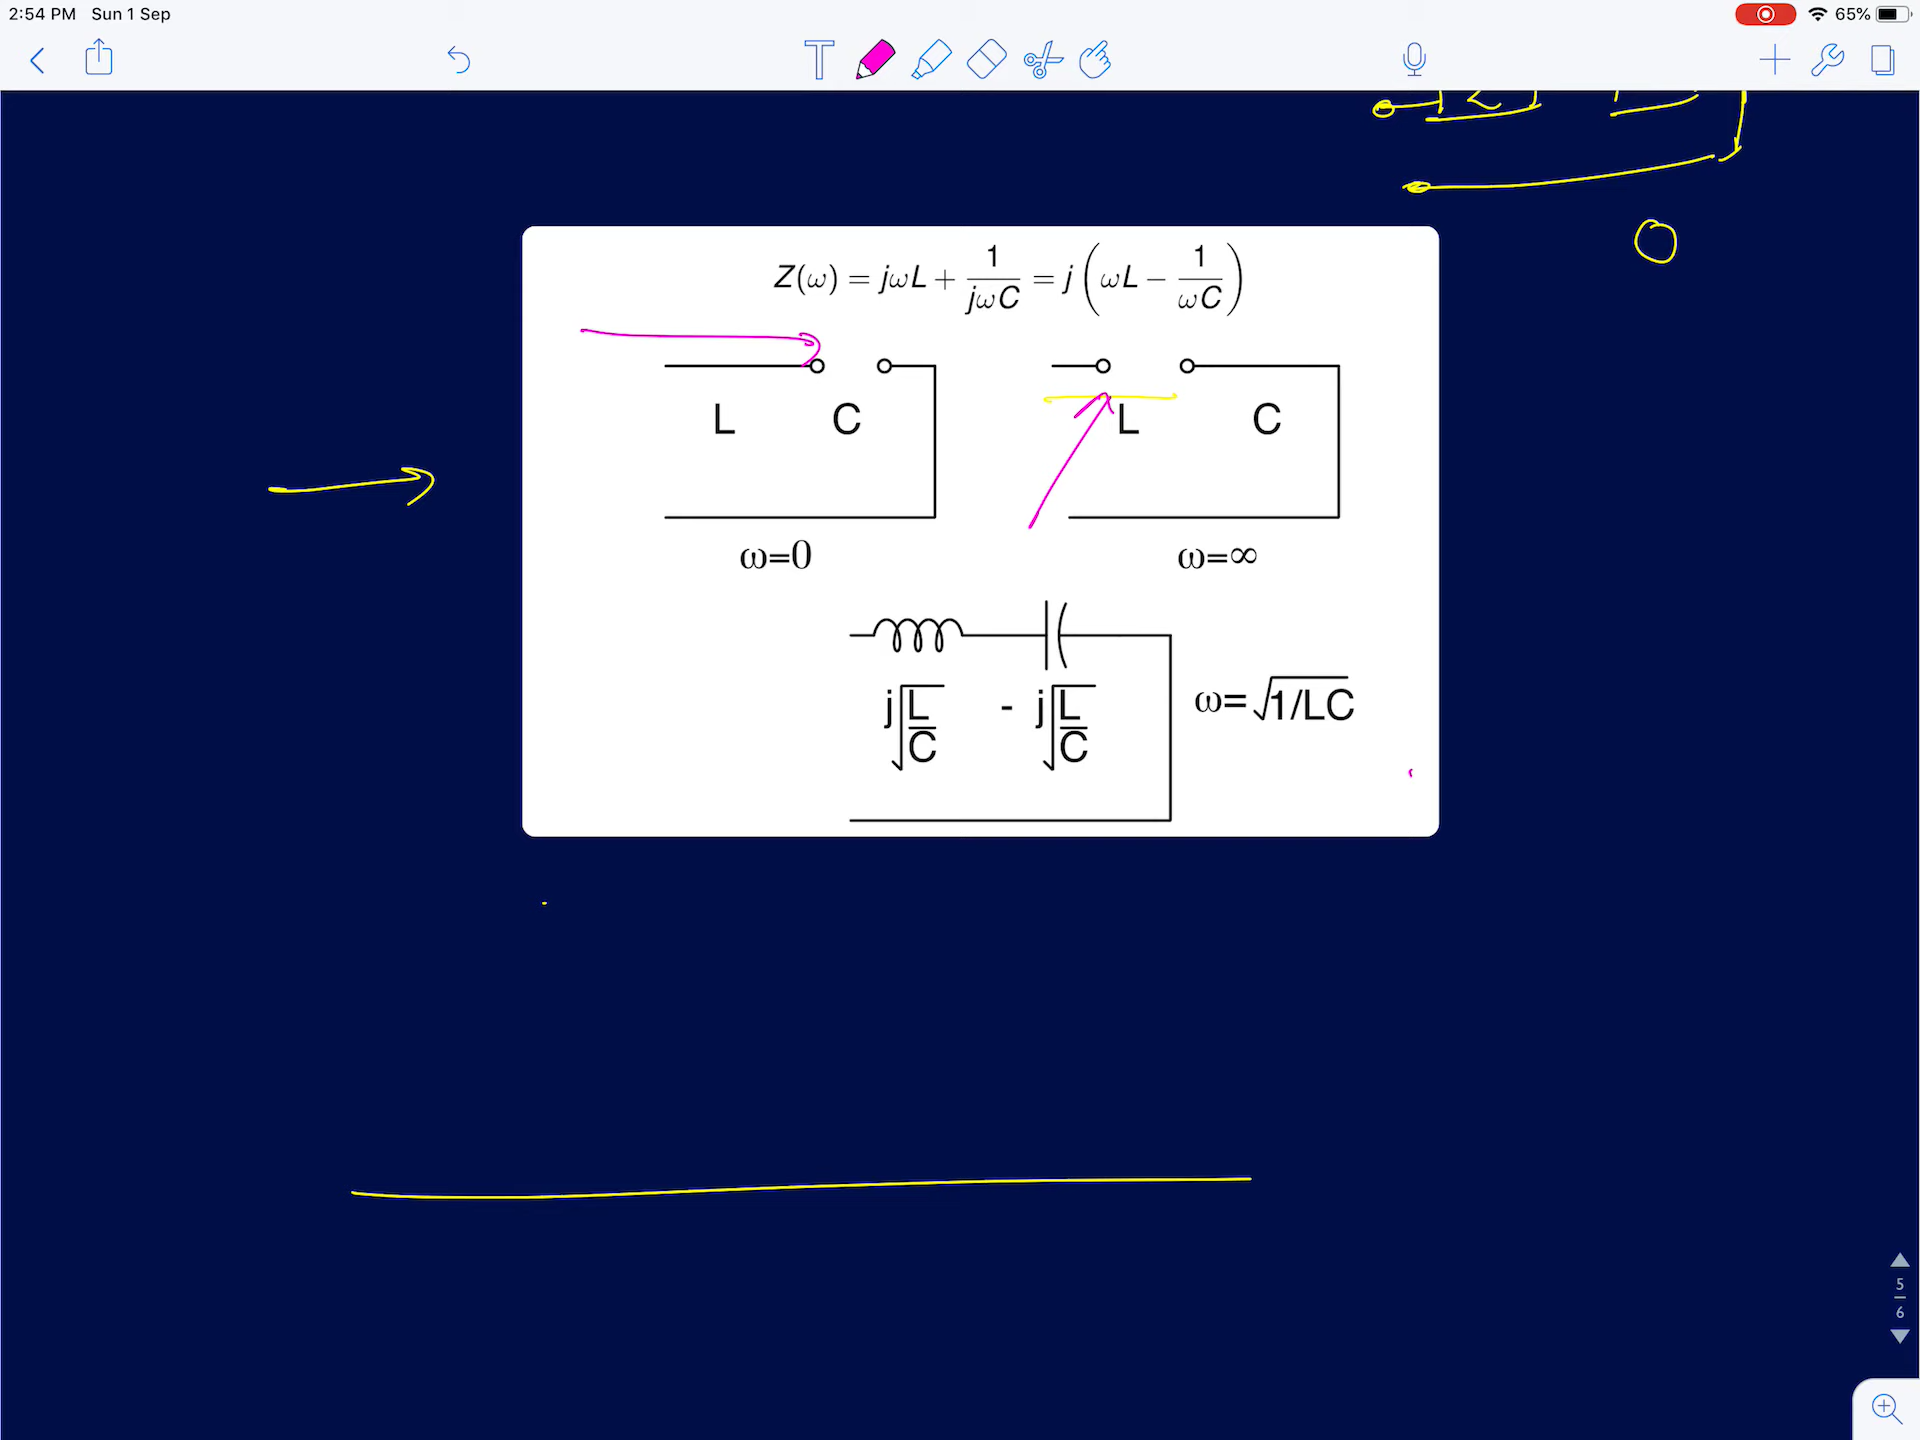 2:54 PM Sun 1 Sep 65%
T
Z(ω) = jωL + 1/(jωC) = j(ωL − 1/(ωC))
L C L C
ω=0 ω=∞
j√(L/C) - j√(L/C) ω=√1/LC
5
6